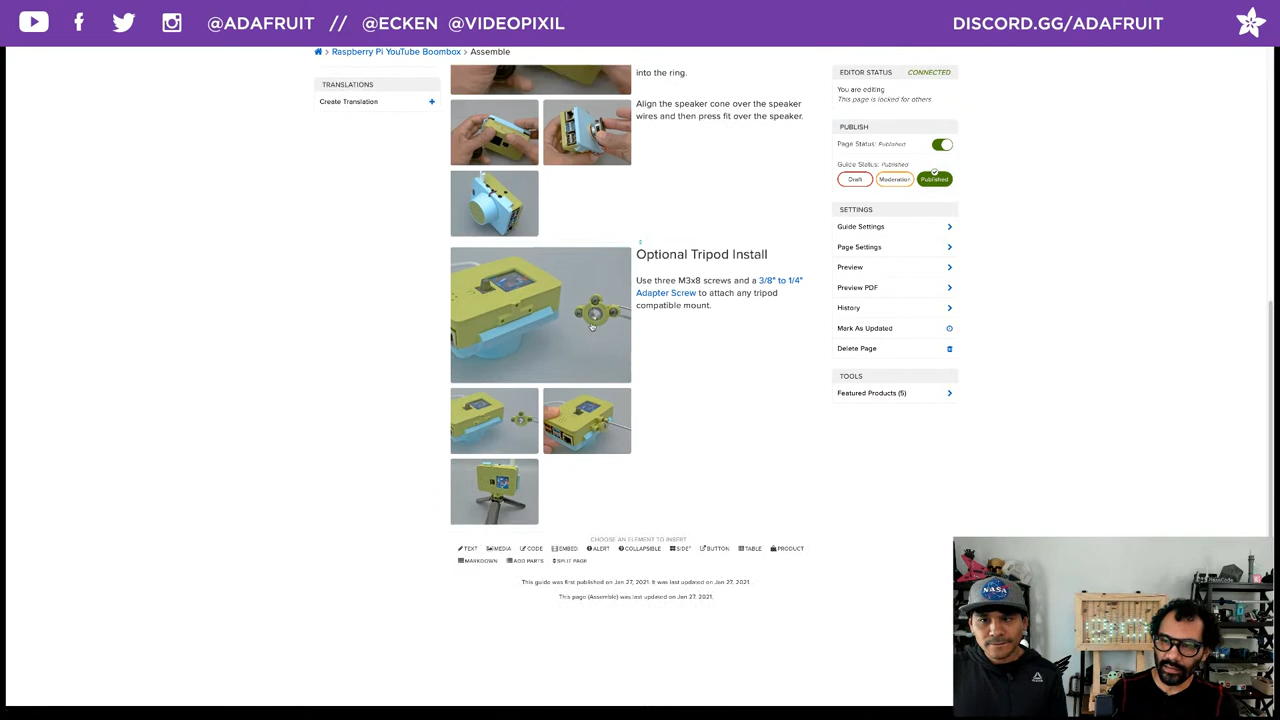 @ADAFRUIT // @ECKEN @VIDEOPIXIL
DISCORD.GG/ADAFRUIT
Raspberry Pi YouTube Boombox > Assemble
TRANSLATIONS
Create Translation +
into the ring.
Align the speaker cone over the speaker
wires and then press fit over the speaker.
Optional Tripod Install
Use three M3x8 screws and a 3/8" to 1/4"
Adapter Screw to attach any tripod
compatible mount.
CHOOSE AN ELEMENT TO INSERT
TEXT MEDIA CODE EMBED ALERT COLLAPSIBLE SIDE² BUTTON TABLE PRODUCT
MARKDOWN ADD PARTS SPLIT PAGE
This guide was first published on Jan 27, 2021. It was last updated on Jan 27, 2021.
This page (Assemble) was last updated on Jan 27, 2021.
EDITOR STATUS CONNECTED
You are editing
This page is locked for others
PUBLISH
Page Status: Published
Guide Status: Published
Draft Moderation Published
SETTINGS
Guide Settings
Page Settings
Preview
Preview PDF
History
Mark As Updated
Delete Page
TOOLS
Featured Products (5)
NASA